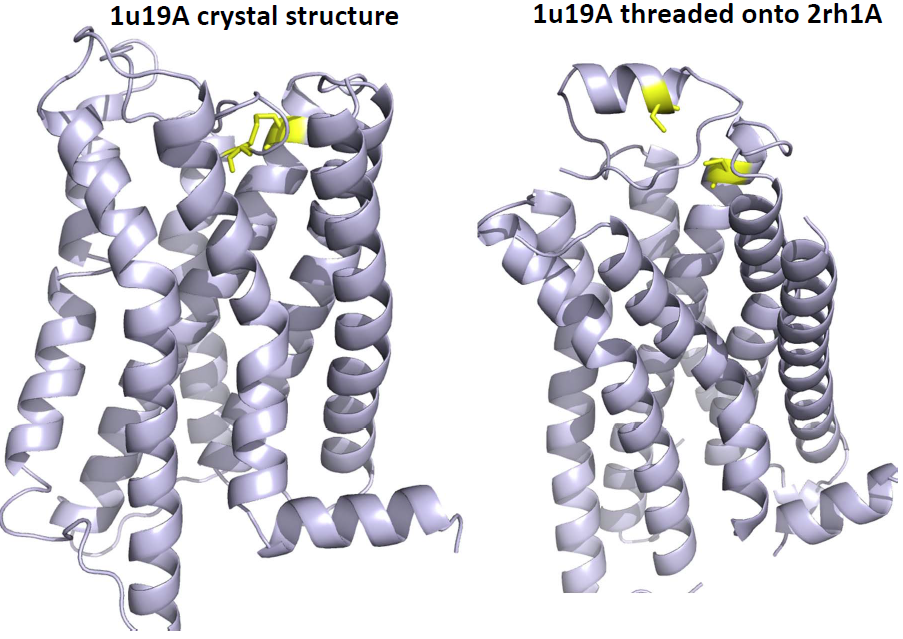 1u19A crystal structure
1u19A threaded onto 2rh1A